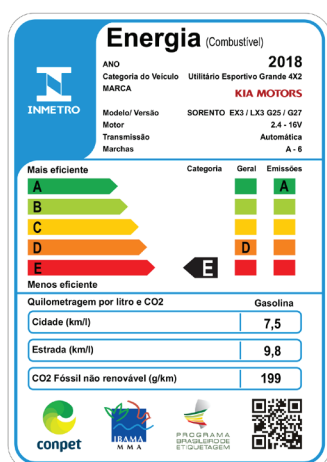 Energia (Combustível)
ANO 2018
Categoria do Veículo Utilitário Esportivo Grande 4X2
MARCA KIA MOTORS
Modelo/ Versão SORENTO EX3 / LX3 G25 / G27
Motor 2.4 - 16V
Transmissão Automática
Marchas A - 6
INMETRO
Mais eficiente Categoria Geral Emissões
A A
B
C
D D
E E
Menos eficiente
Quilometragem por litro e CO2 Gasolina
Cidade (km/l) 7,5
Estrada (km/l) 9,8
CO2 Fóssil não renovável (g/km) 199
conpet
IBAMA
MMA
PROGRAMA
BRASILEIRO DE
ETIQUETAGEM